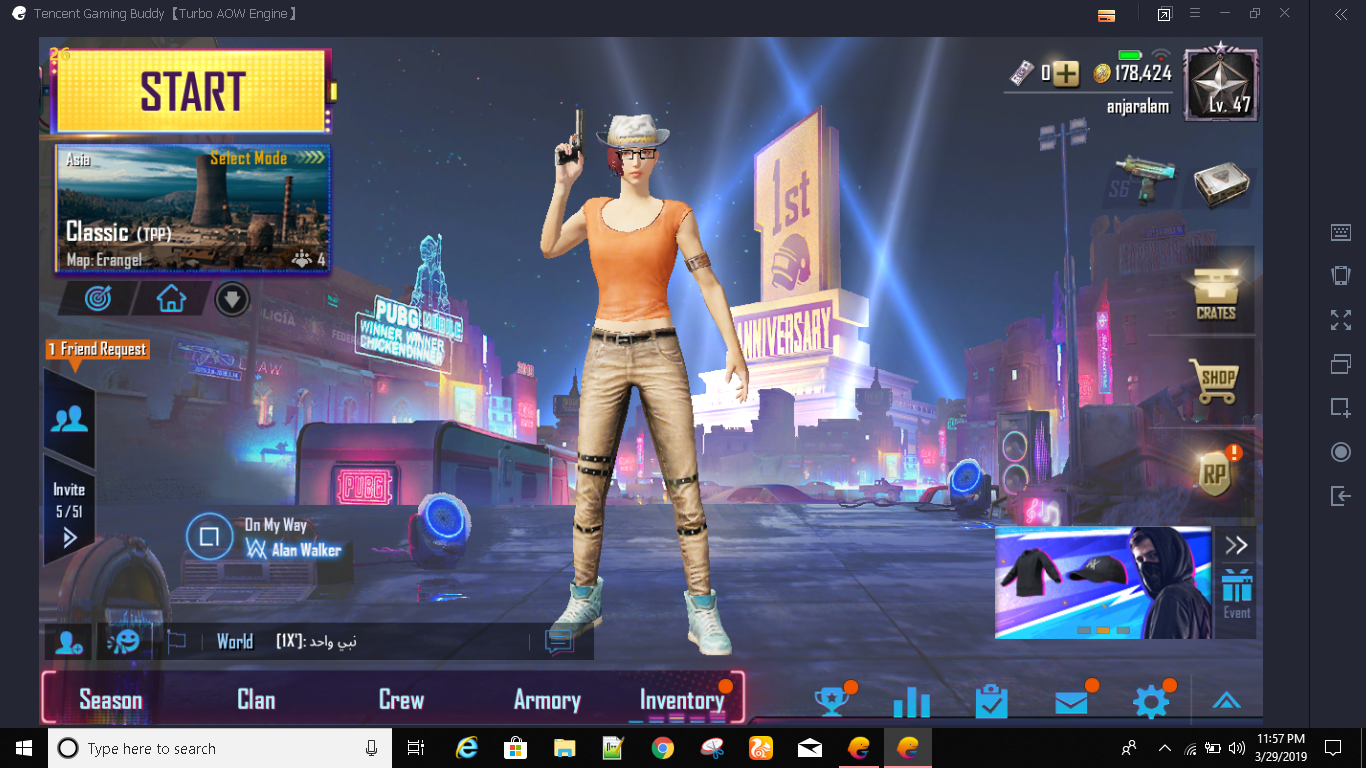 Tencent Gaming Buddy【Turbo AOW Engine】
26
START
Asia
Select Mode
Classic (TPP)
Map: Erangel
4
0
178,424
anjaralam
Lv. 47
S6
1st
ANNIVERSARY
PUBG MOBILE
WINNER WINNER
CHICKEN DINNER
CRATES
SHOP
RP
1 Friend Request
Invite
5/51
PUBG
On My Way
Alan Walker
Event
World
[1X']: نبي واحد
Season
Clan
Crew
Armory
Inventory
Type here to search
11:57 PM
3/29/2019